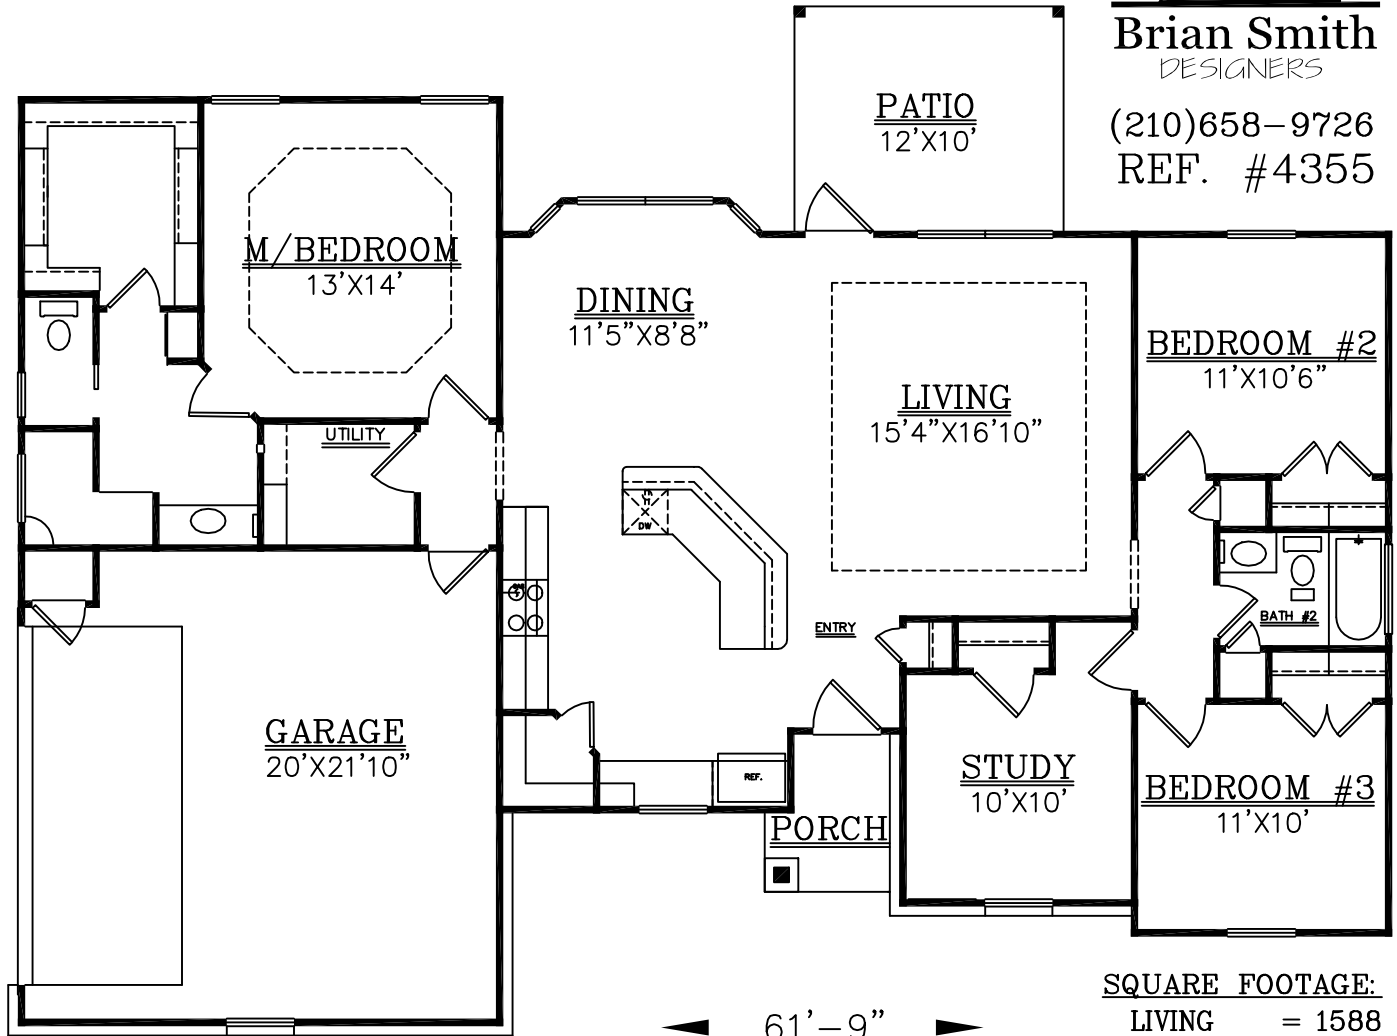 Brian Smith
DESIGNERS
(210)658-9726
REF. #4355
PATIO
12'X10'
M/BEDROOM
13'X14'
DINING
11'5"X8'8"
BEDROOM #2
11'X10'6"
LIVING
15'4"X16'10"
UTILITY
DW
BATH #2
ENTRY
GARAGE
20'X21'10"
REF.
STUDY
10'X10'
BEDROOM #3
11'X10'
PORCH
SQUARE FOOTAGE:
LIVING = 1588
61'-9"